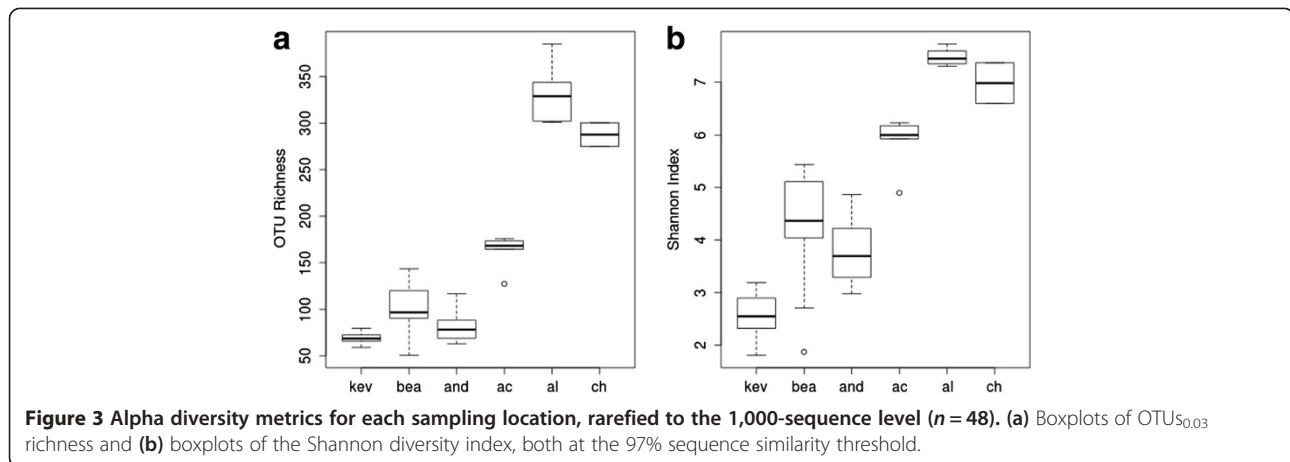 a
b
OTU Richness
350
300
250
200
150
100
50
kev bea and ac al ch
Shannon Index
7
6
5
4
3
2
kev bea and ac al ch
Figure 3 Alpha diversity metrics for each sampling location, rarefied to the 1,000-sequence level (n = 48). (a) Boxplots of OTUs0.03
richness and (b) boxplots of the Shannon diversity index, both at the 97% sequence similarity threshold.